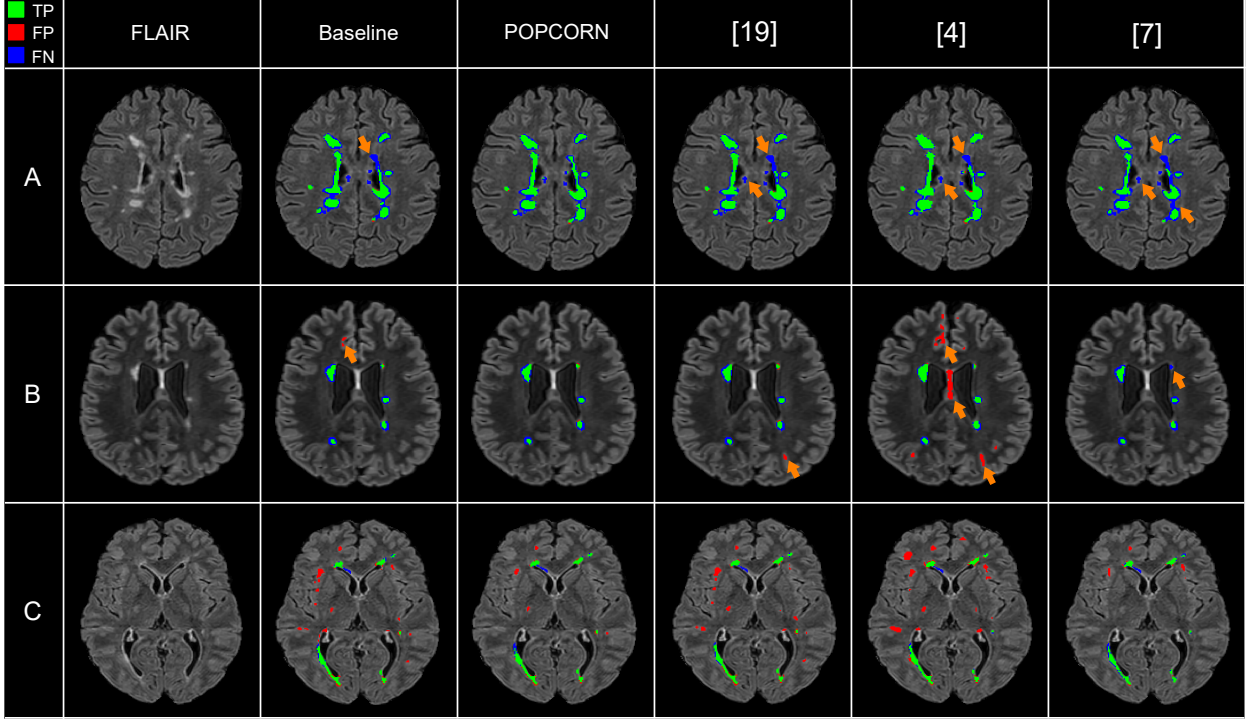 TP
FP
FN
FLAIR
Baseline
POPCORN
[19]
[4]
[7]
A
B
C